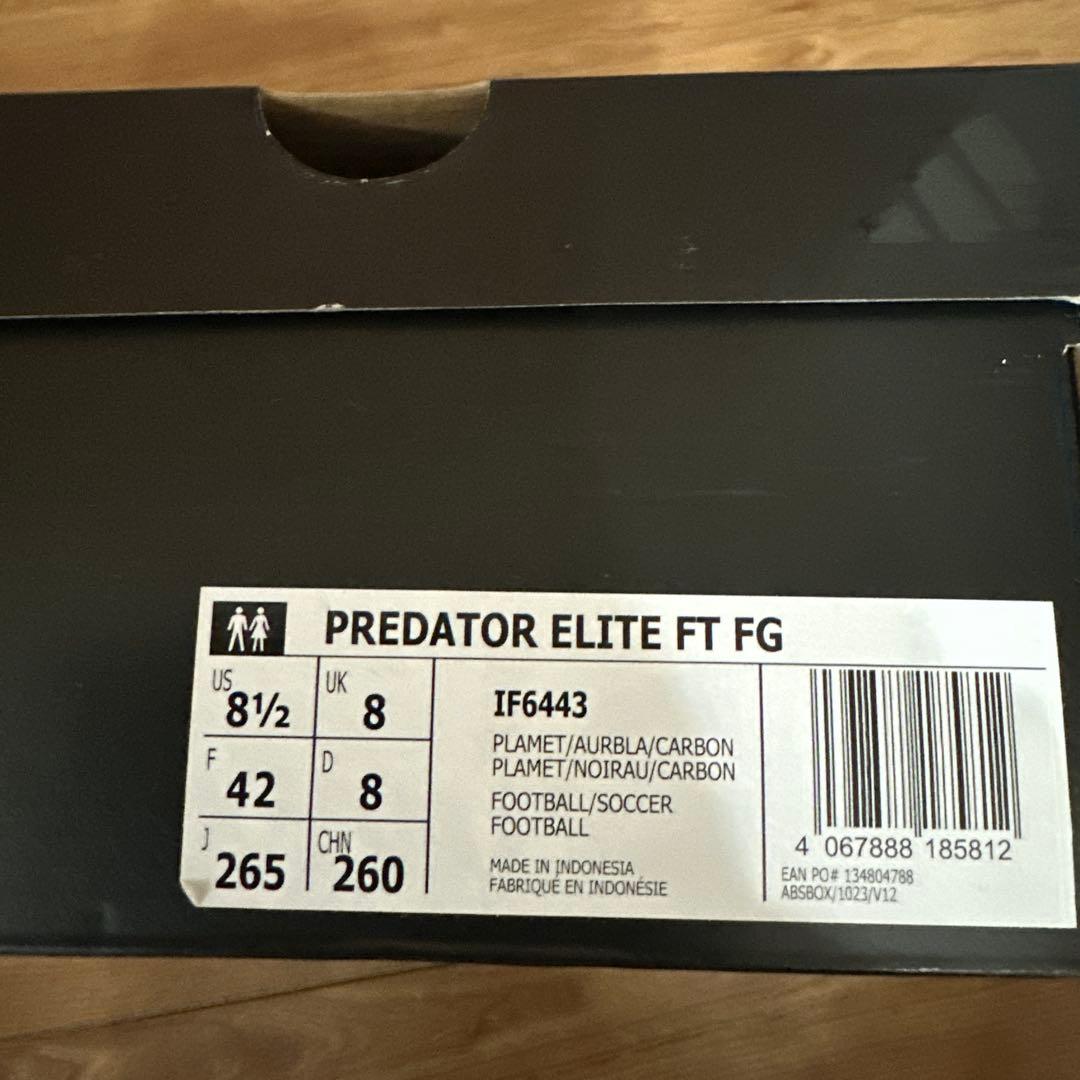 PREDATOR ELITE FT FG
US
8½
UK
8
F
42
D
8
J
265
CHN
260
IF6443
PLAMET/AURBLA/CARBON
PLAMET/NOIRAU/CARBON
FOOTBALL/SOCCER
FOOTBALL
MADE IN INDONESIA
FABRIQUÉ EN INDONÉSIE
4 067888 185812
EAN PO# 134804788
ABSBOX/1023/V12